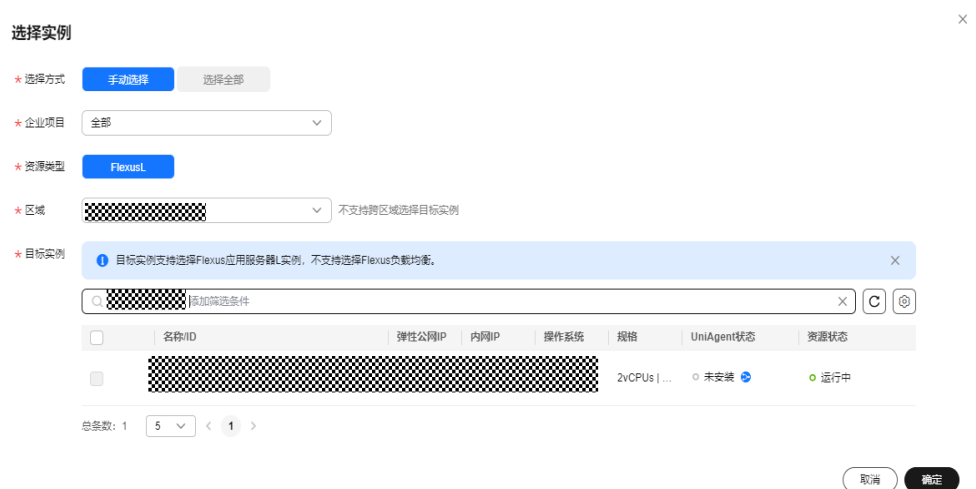 选择实例
* 选择方式 手动选择 选择全部
* 企业项目 全部
* 资源类型 FlexusL
* 区域 不支持跨区域选择目标实例
* 目标实例 目标实例支持选择Flexus应用服务器L实例，不支持选择Flexus负载均衡。
添加筛选条件
名称/ID 弹性公网IP 内网IP 操作系统 规格 UniAgent状态 资源状态
2vCPUs | ... 未安装 运行中
总条数：1 5 < 1 >
取消 确定